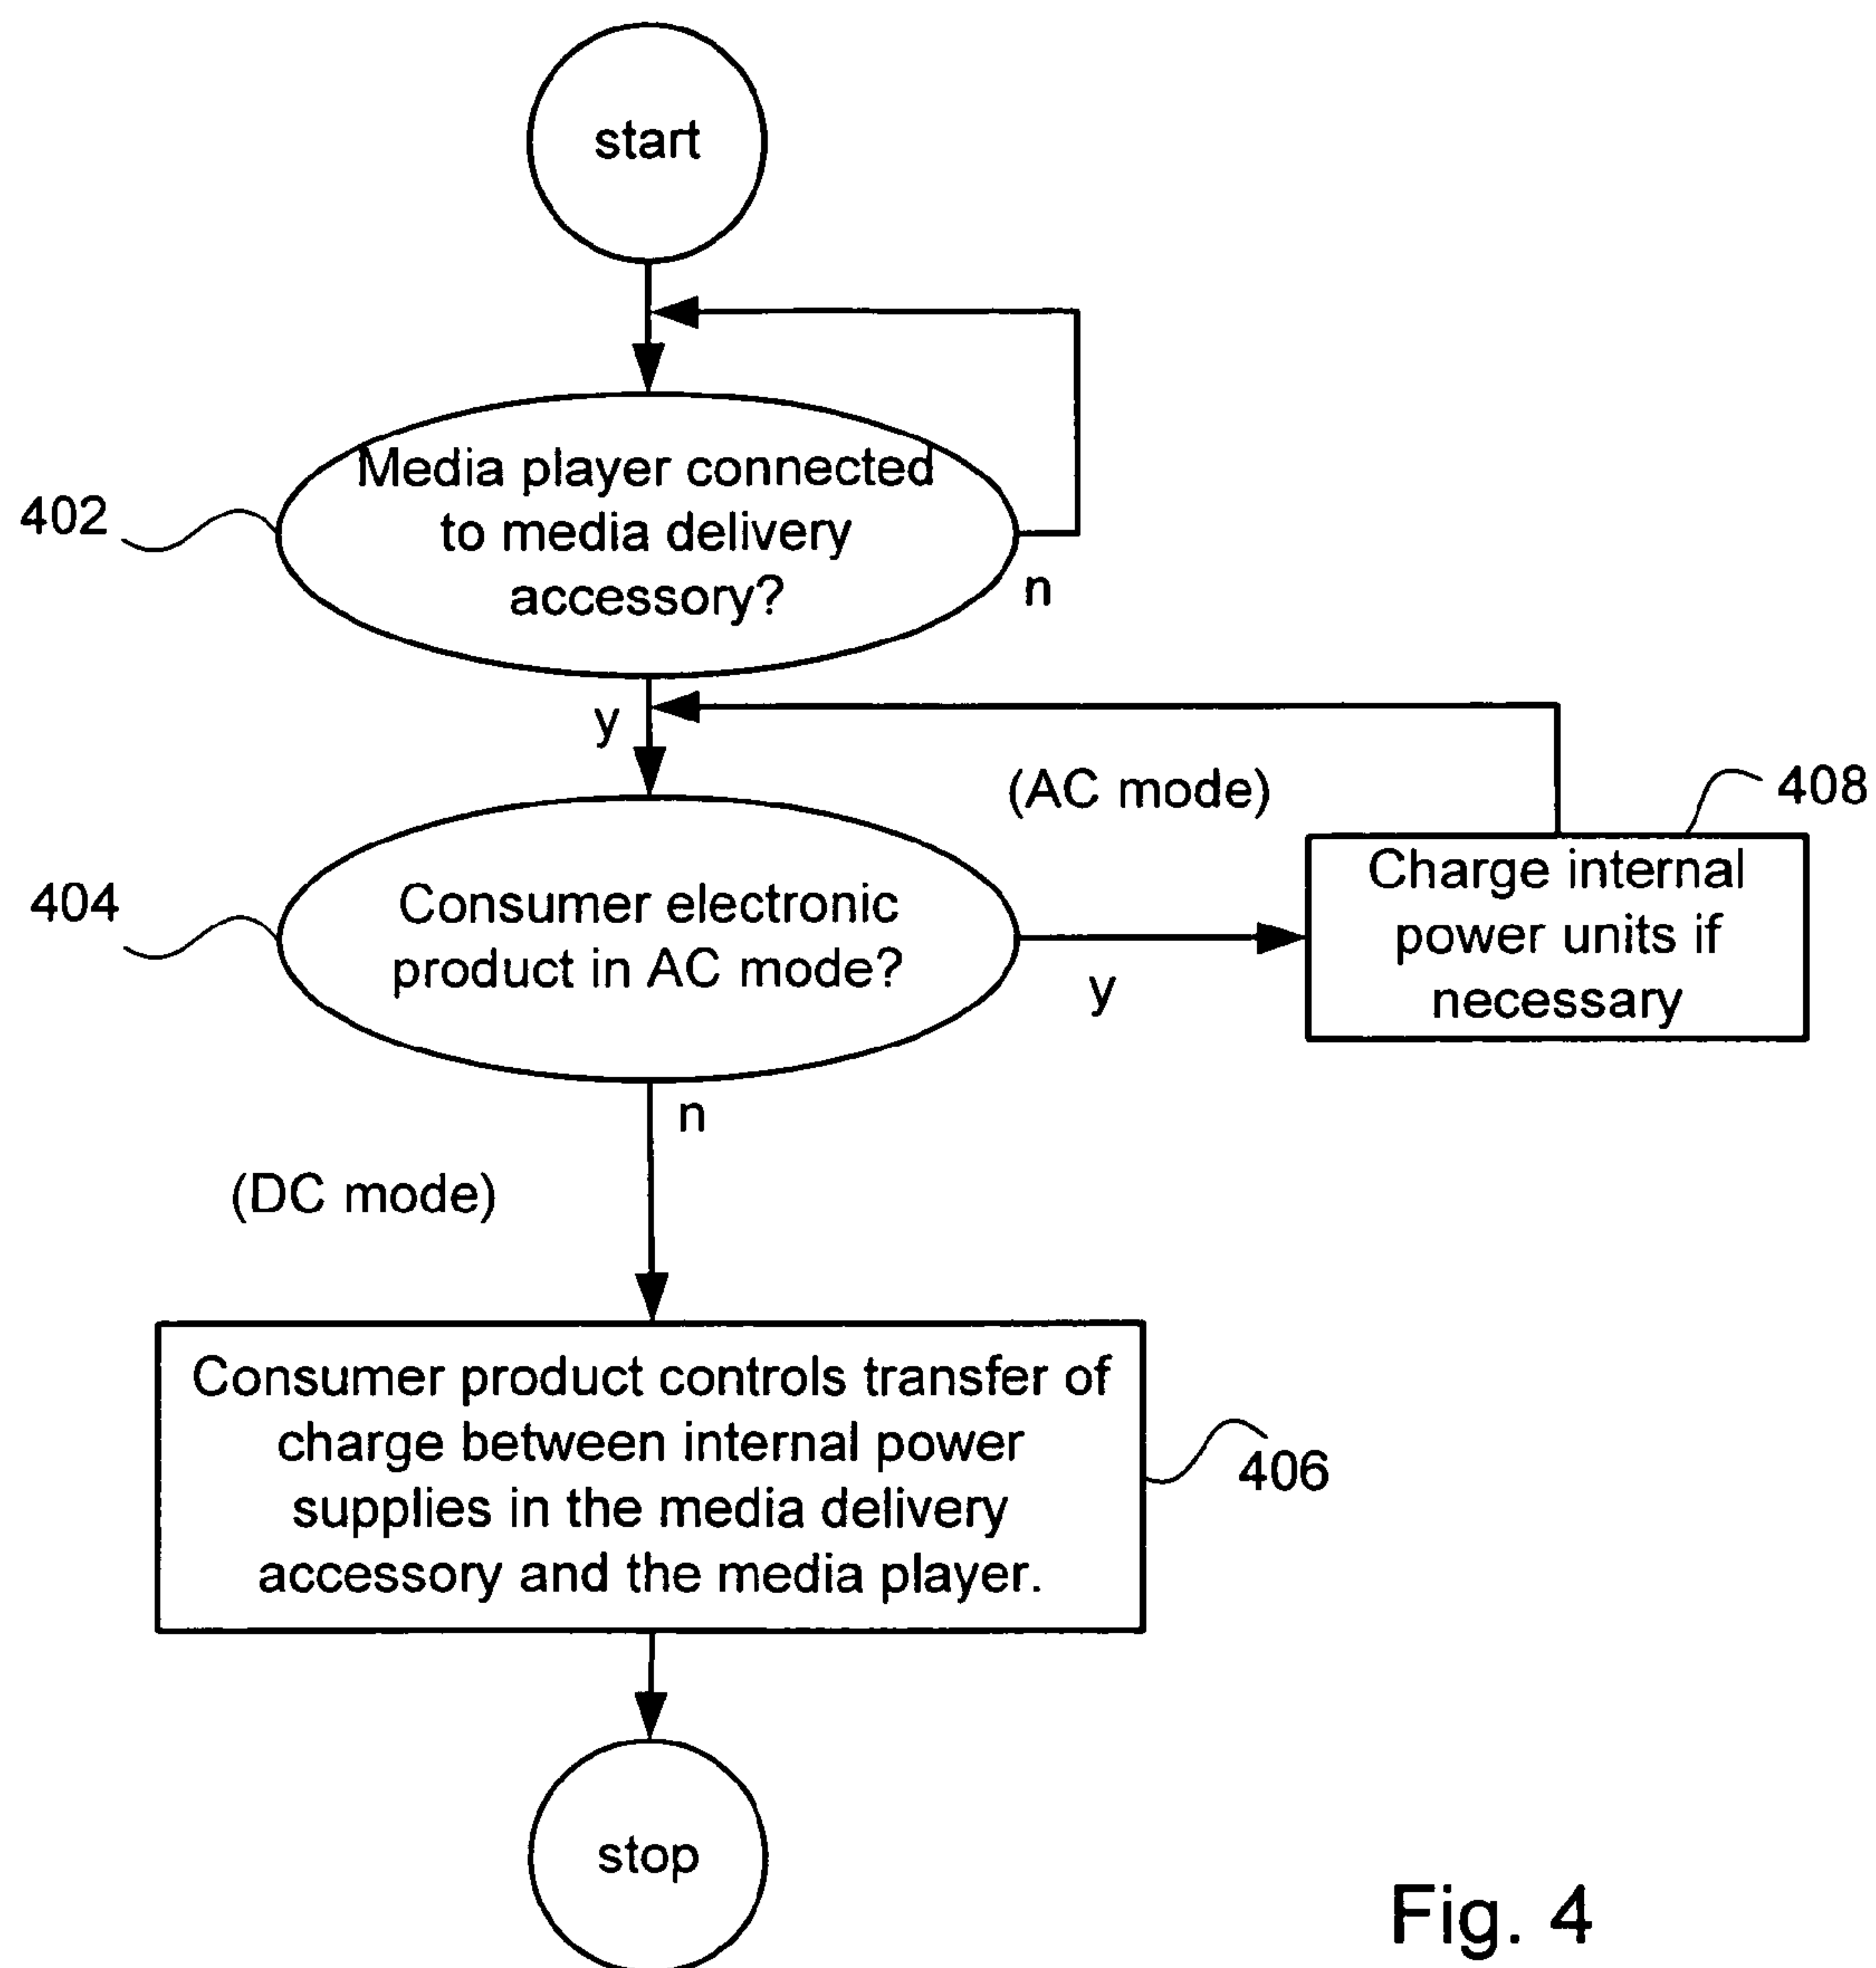 start
Media player connected
to media delivery
accessory?
402
n
y
(AC mode)
408
Charge internal
power units if
necessary
404
Consumer electronic
product in AC mode?
y
n
(DC mode)
Consumer product controls transfer of
charge between internal power
supplies in the media delivery
accessory and the media player.
406
stop
Fig. 4